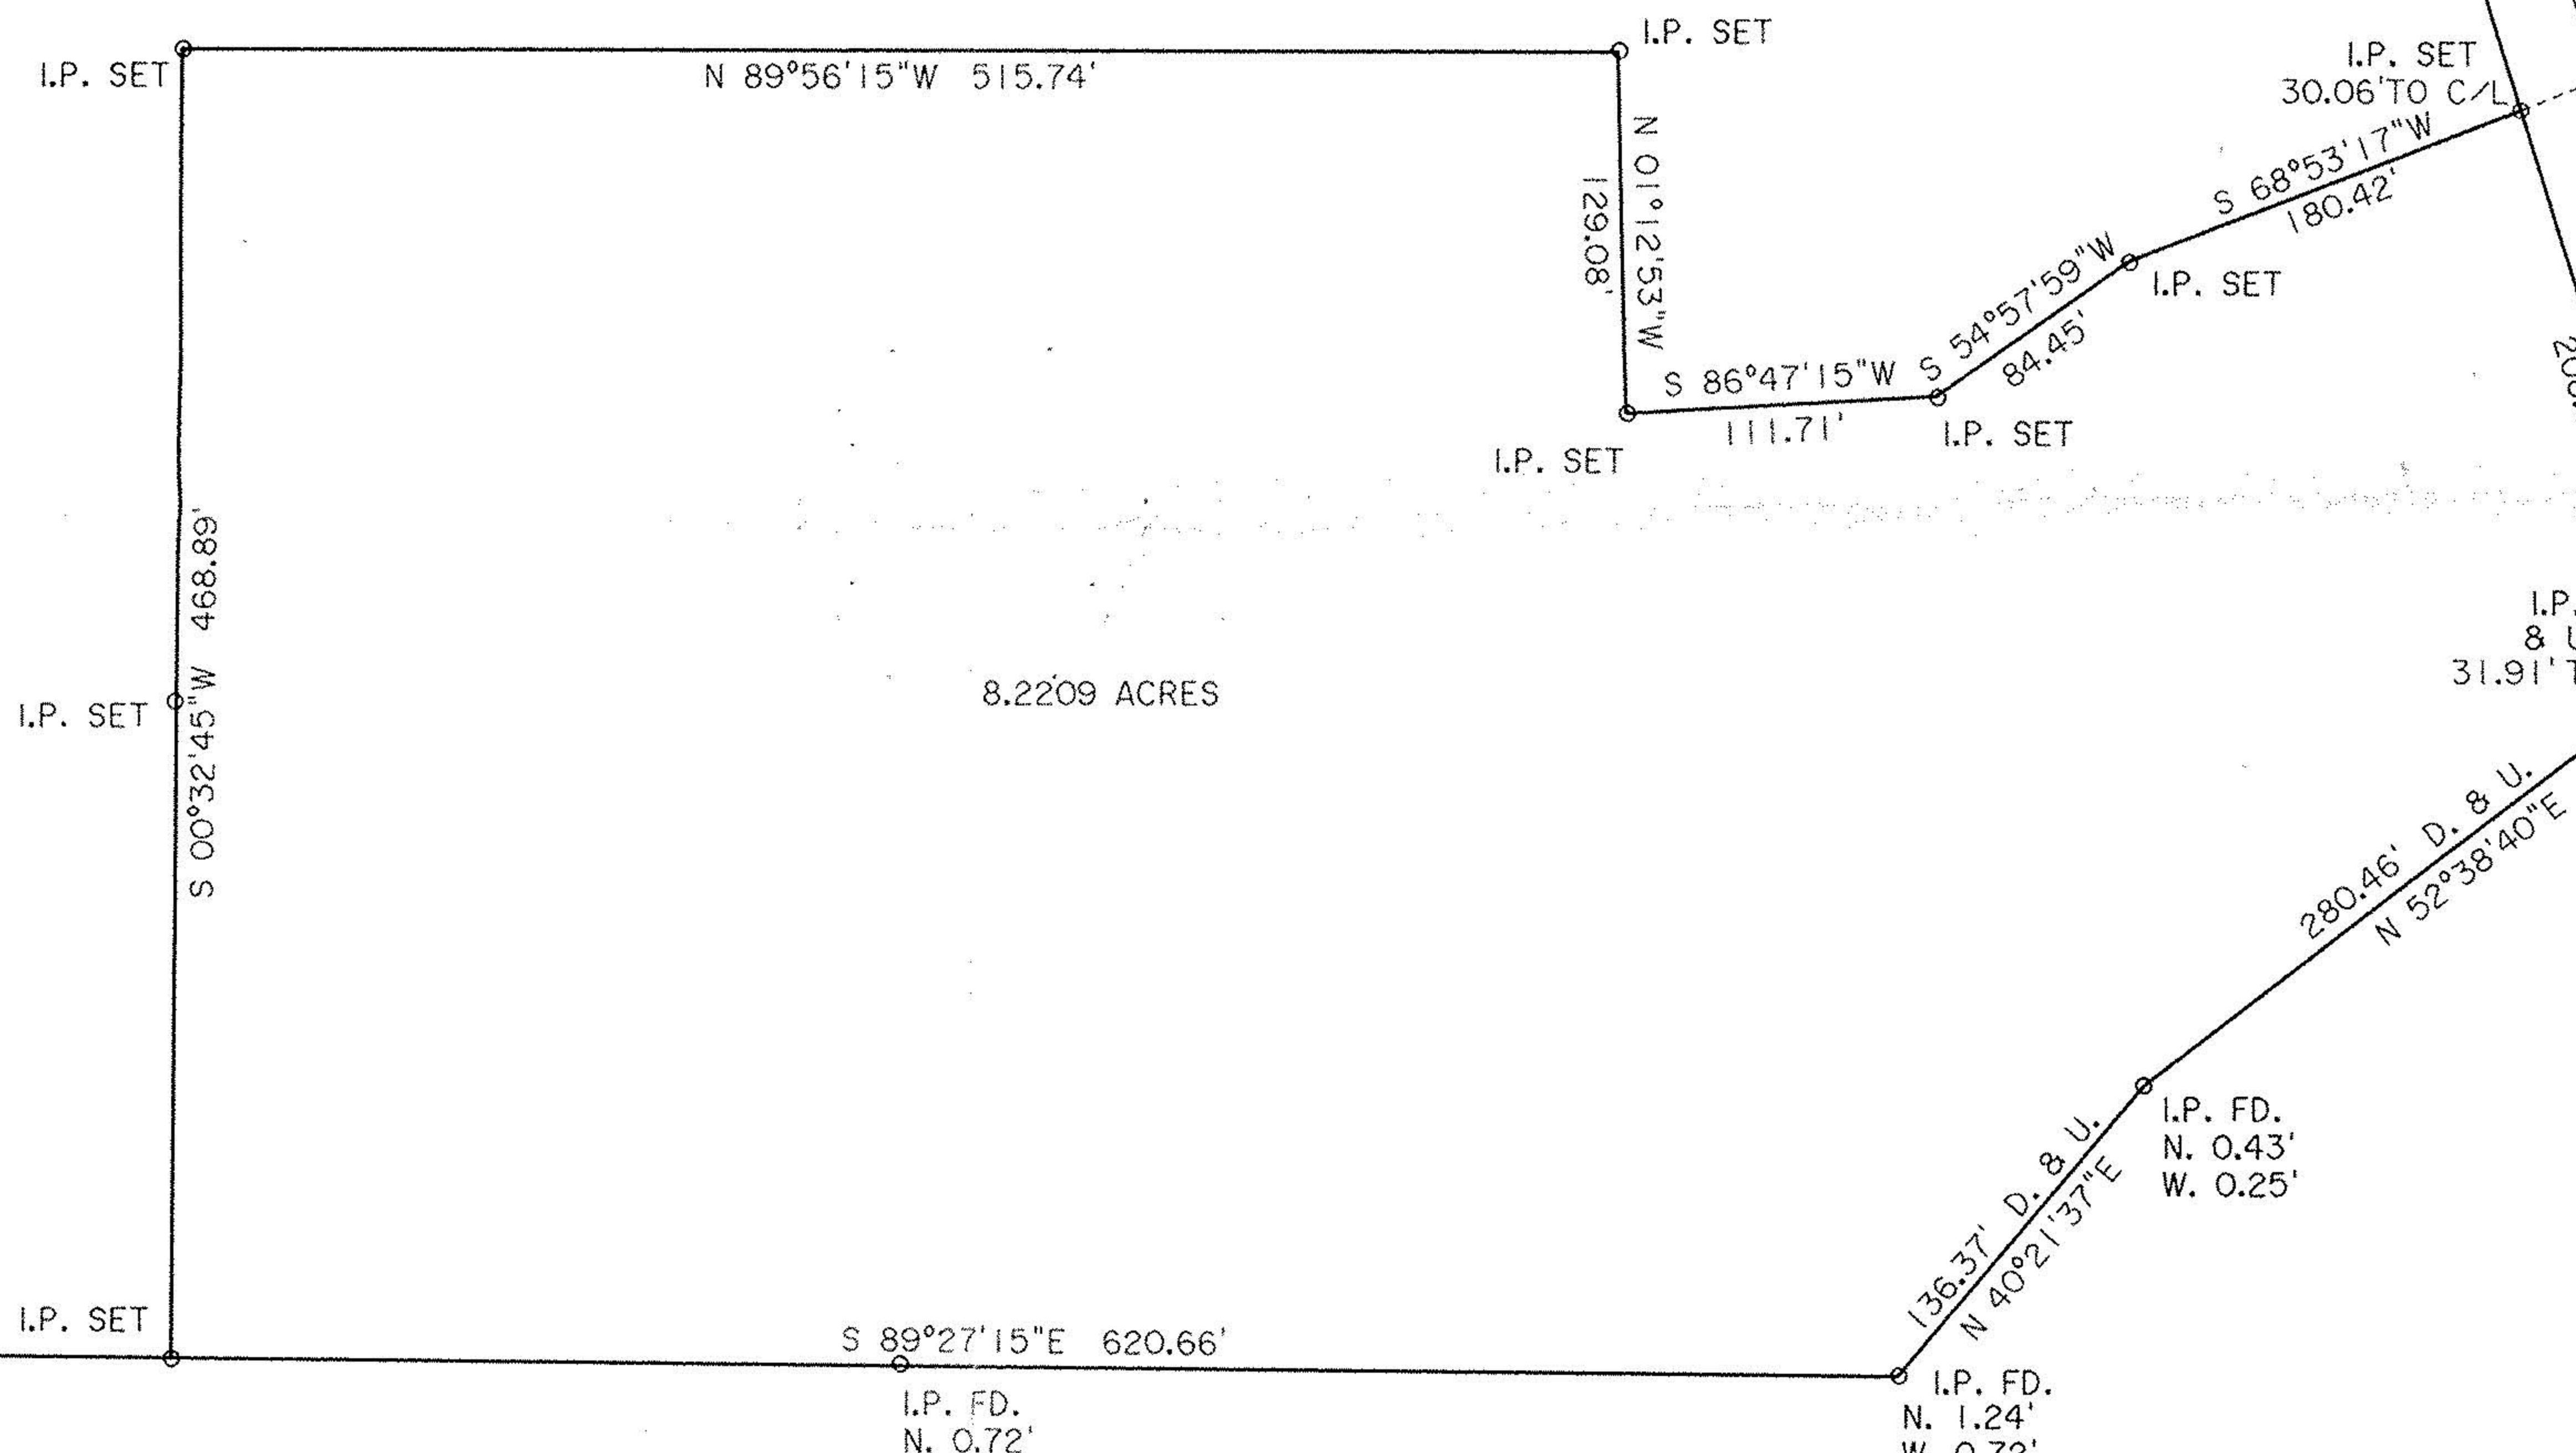 I.P. SET
I.P. SET
N 89°56'15"W 515.74'
I.P. SET
30.06'TO C/L
S 68°53'17"W
180.42'
N 01°12'53"W
129.08'
S 54°57'59"W
84.45'
I.P. SET
S 86°47'15"W
111.71'
I.P. SET
I.P. SET
S 00°32'45"W 468.89'
I.P. SET
8.2209 ACRES
I.P.
&
31.91'
280.46' D. & U.
N 52°38'40"E
I.P. FD.
N. 0.43'
W. 0.25'
136.37' D. & U.
N 40°21'37"E
I.P. SET
S 89°27'15"E 620.66'
I.P. FD.
N. 0.72'
I.P. FD.
N. 1.24'